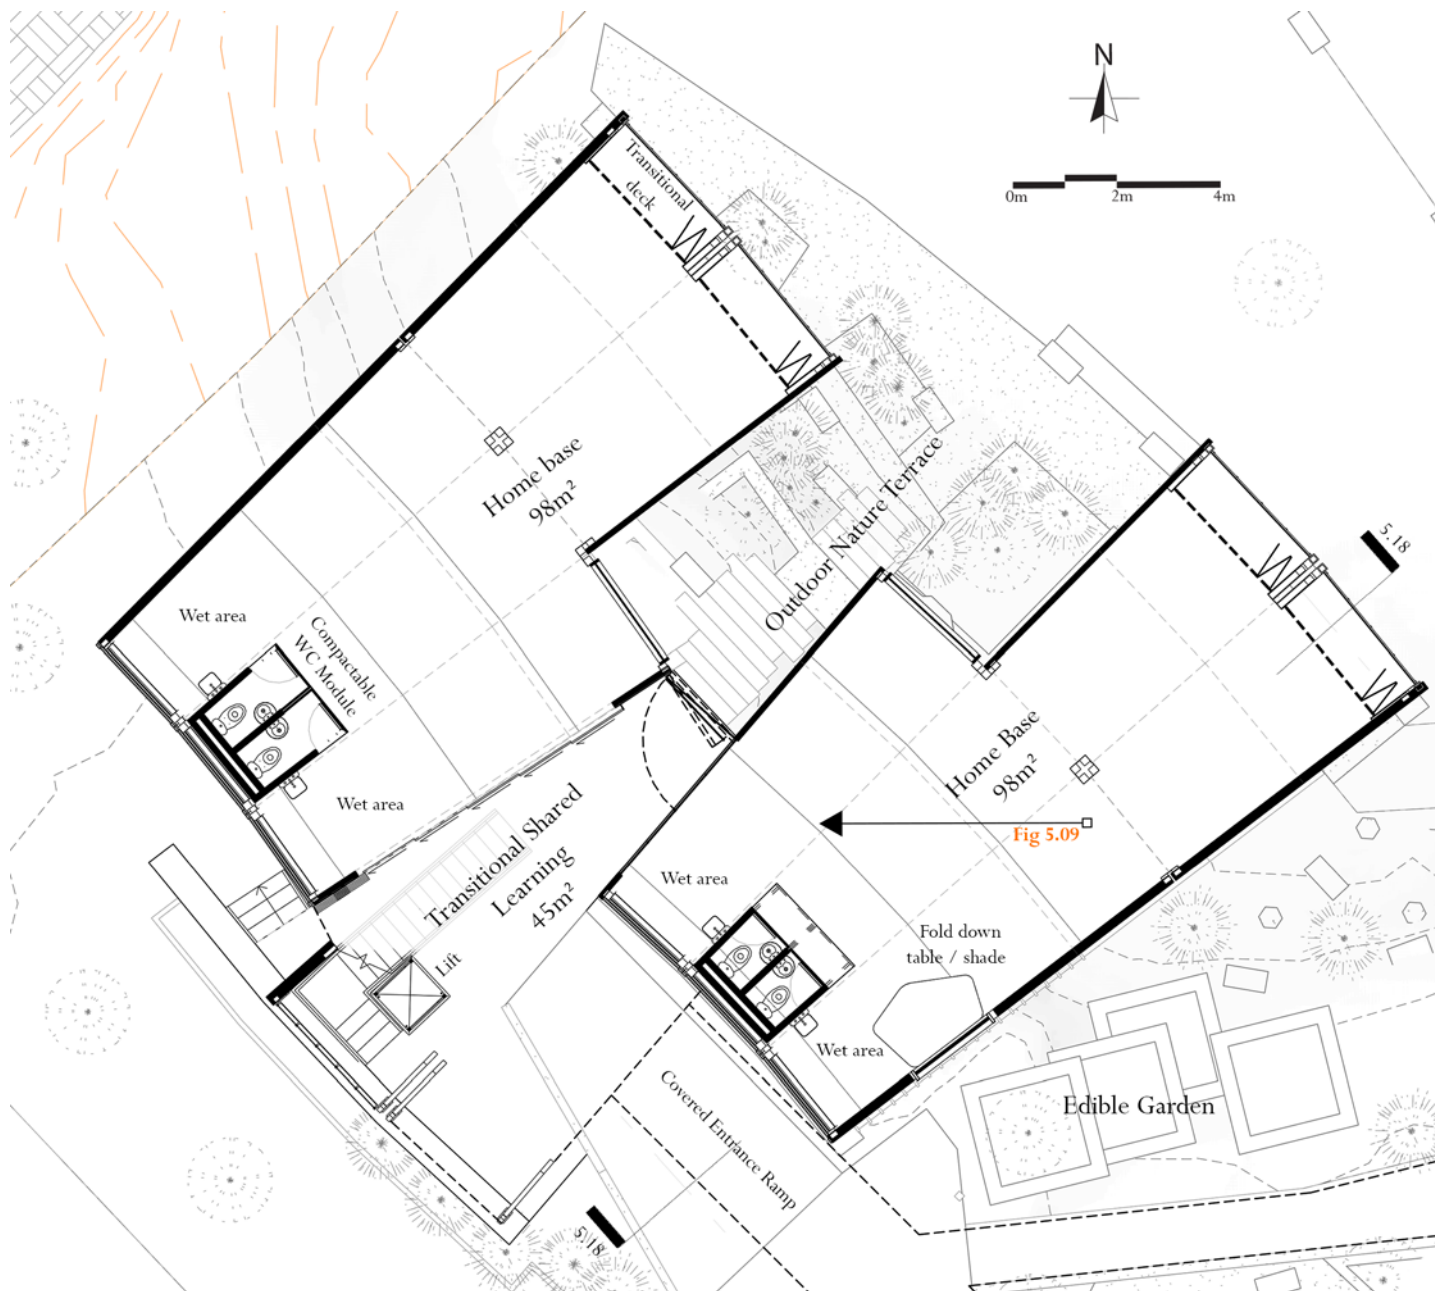 N
0m
2m
4m
Transitional
deck
Home base
98m²
Outdoor Nature Terrace
5.18
Wet area
Compactable
WC Module
Wet area
Home Base
98m²
Fig 5.09
Transitional Shared
Learning
45m²
Lift
Wet area
Fold down
table / shade
Wet area
Covered Entrance Ramp
Edible Garden
5.18